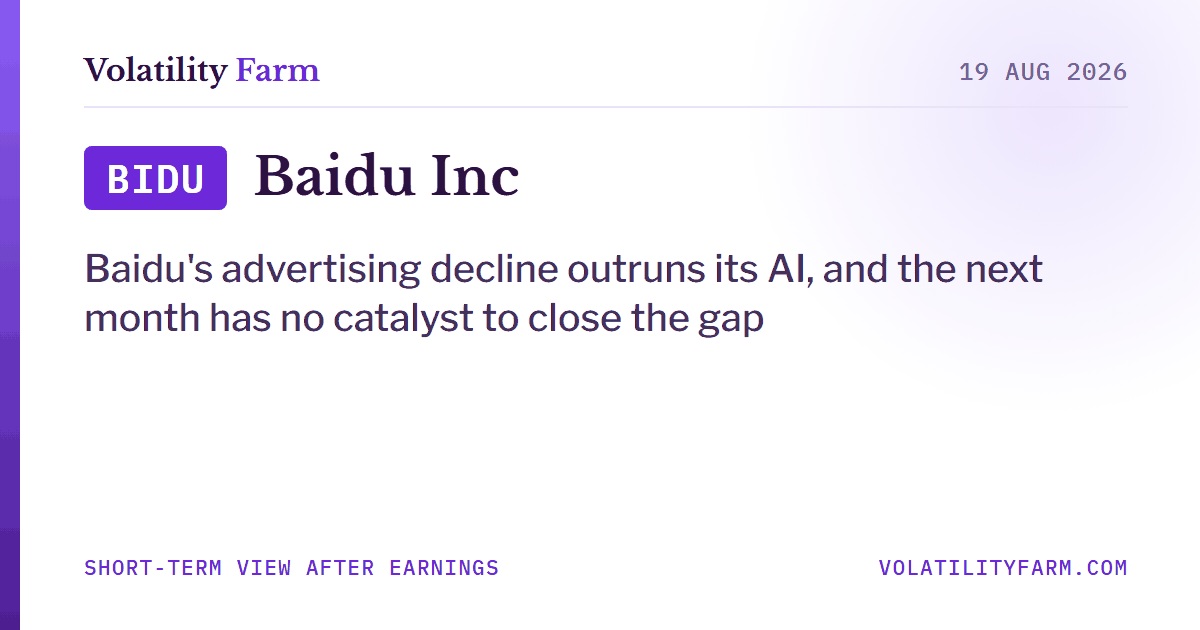 Volatility Farm
19 AUG 2026
BIDU Baidu Inc
Baidu's advertising decline outruns its AI, and the next
month has no catalyst to close the gap
SHORT-TERM VIEW AFTER EARNINGS
VOLATILITYFARM.COM